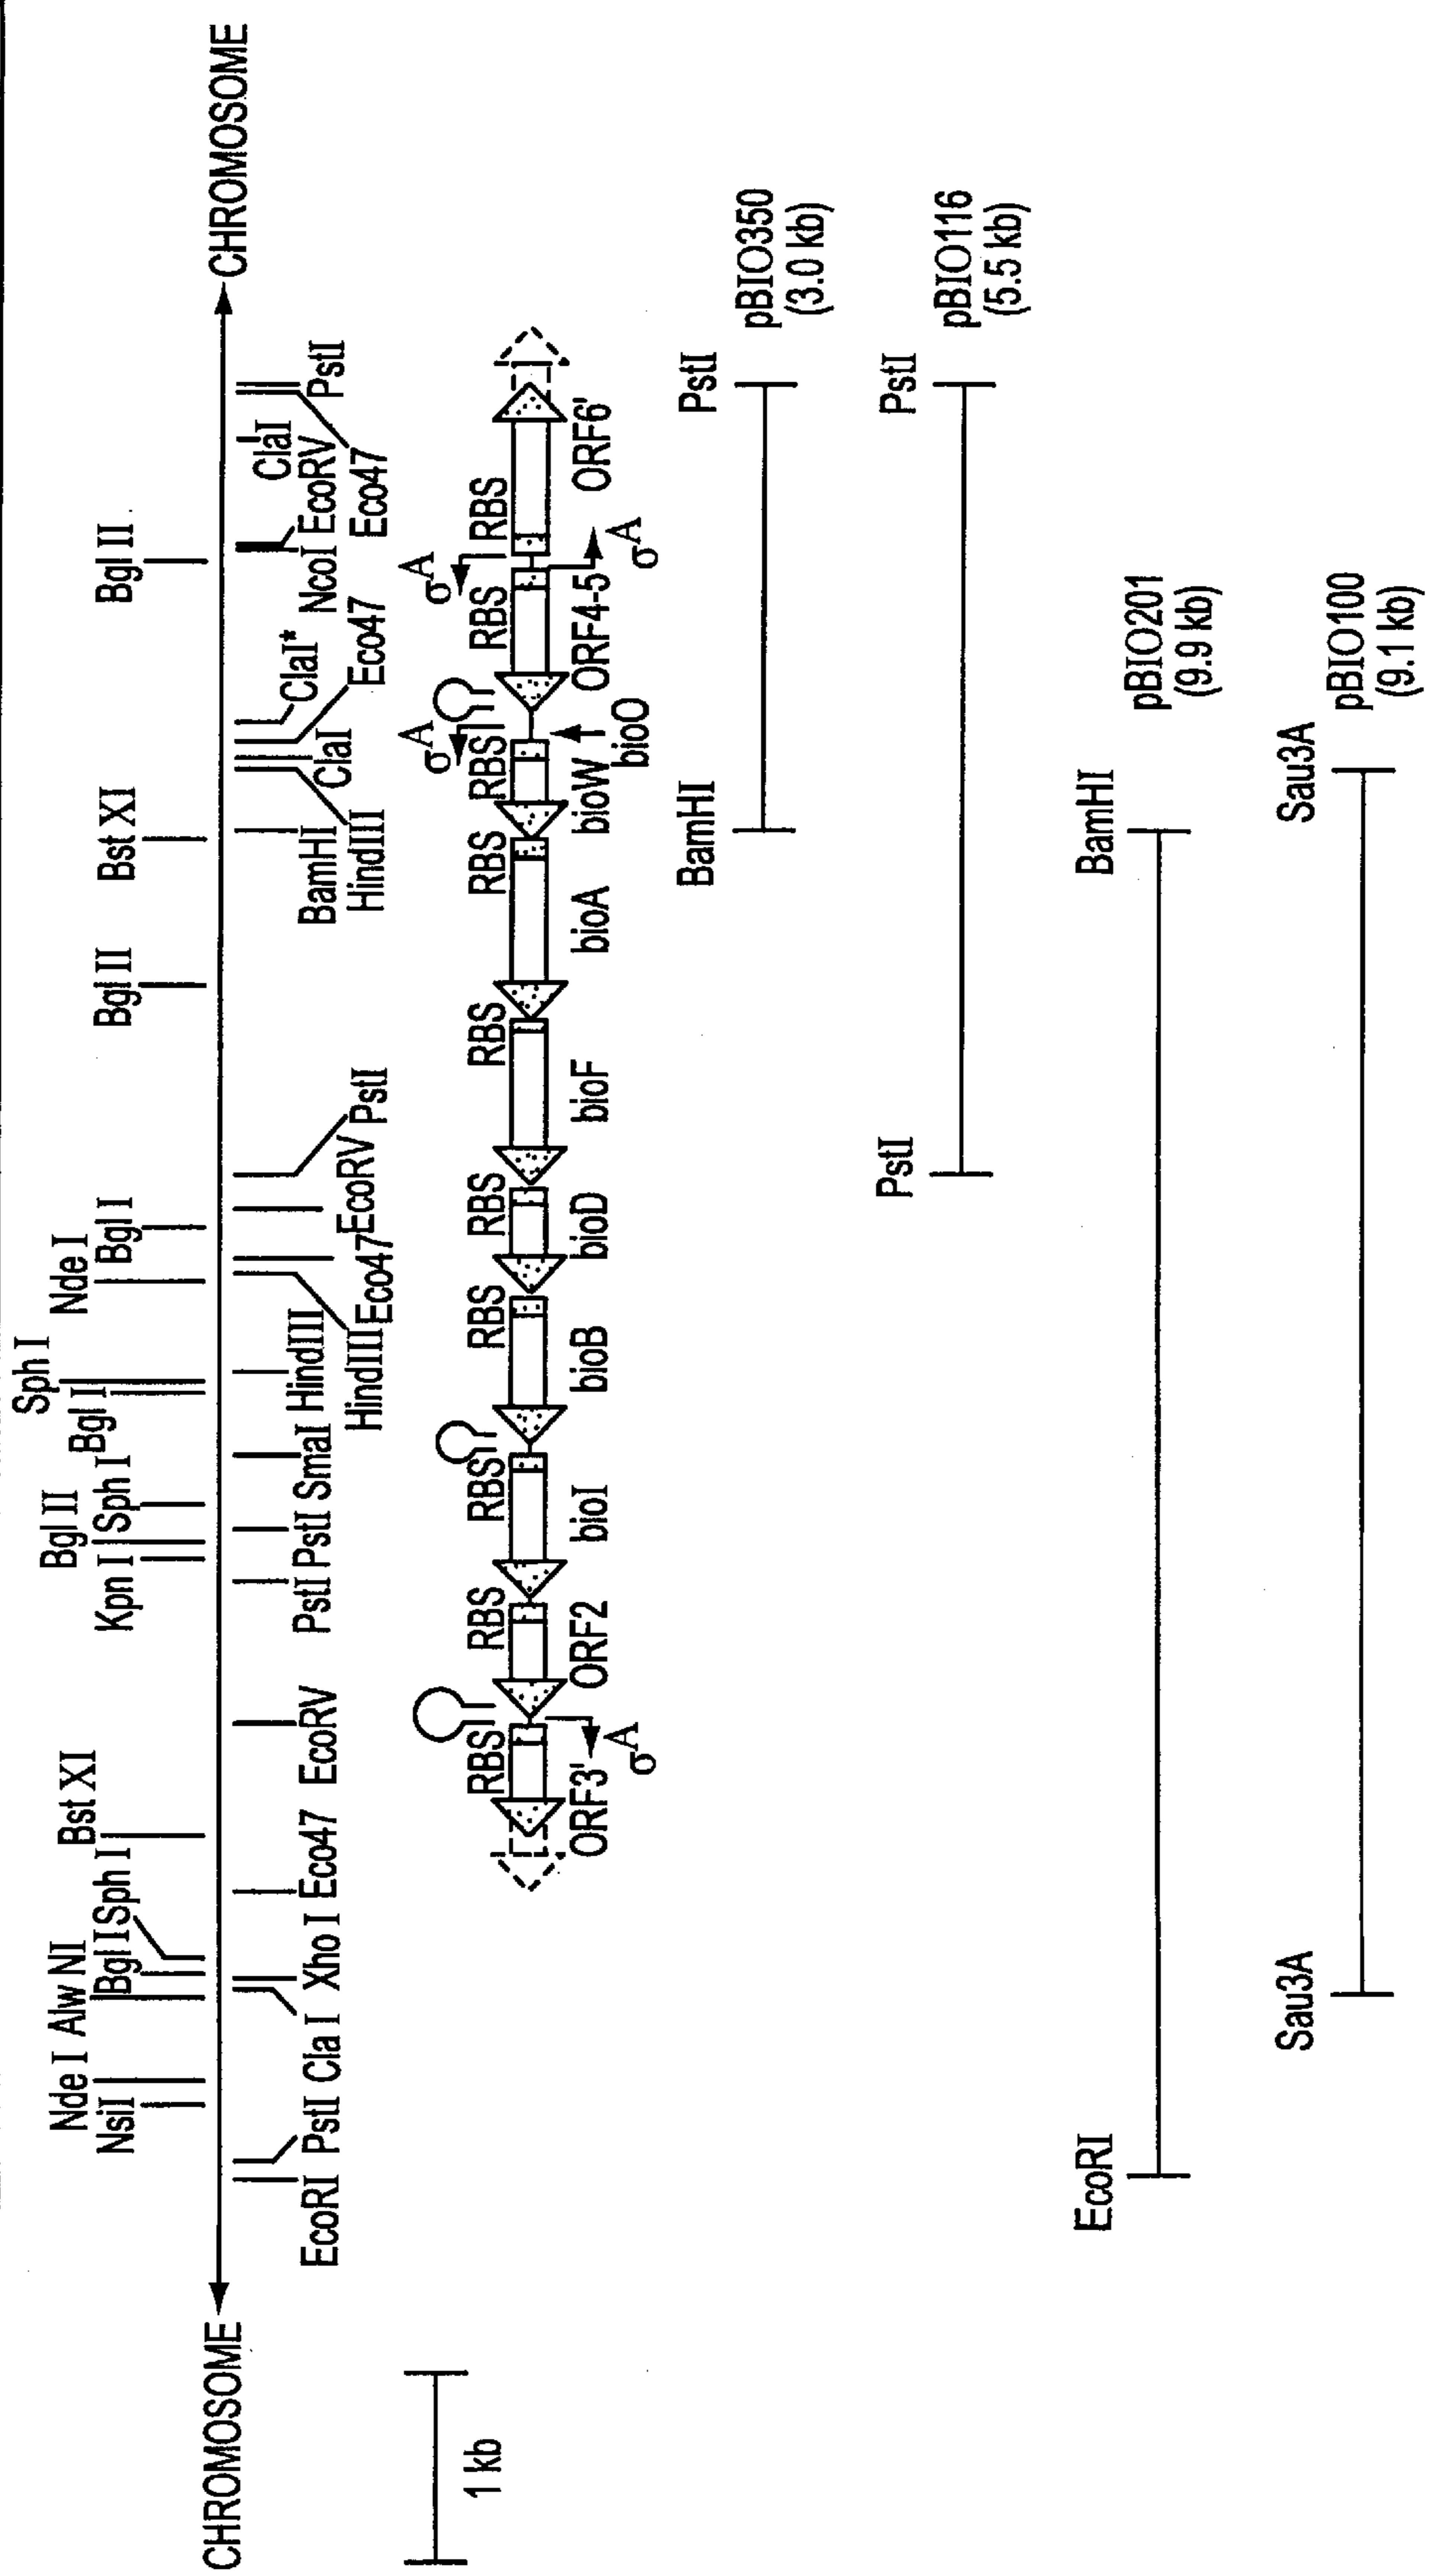 CHROMOSOME
CHROMOSOME
NsiI
Nde I
Alw NI
Bgl I
Sph I
Bst XI
Kpn I
Bgl II
Sph I
Bgl I
Sph I
Nde I
Bgl I
Bgl II
Bst XI
Bgl II
EcoRI
PstI
Cla I
Xho I
Eco47
EcoRV
PstI
PstI
SmaI
HindIII
HindIII
Eco47
EcoRV
PstI
BamHI
HindIII
ClaI
Eco47
ClaI*
NcoI
EcoRV
ClaI
Eco47
PstI
1 kb
RBS
RBS
RBS
RBS
RBS
RBS
RBS
RBS
RBS
RBS
σA
σA
ORF3'
σA
ORF2
bioI
bioB
bioD
bioF
bioA
bioW
bioO
ORF4-5
σA
ORF6'
BamHI
PstI
pBIO350
(3.0 kb)
PstI
PstI
pBIO116
(5.5 kb)
EcoRI
BamHI
pBIO201
(9.9 kb)
Sau3A
Sau3A
pBIO100
(9.1 kb)